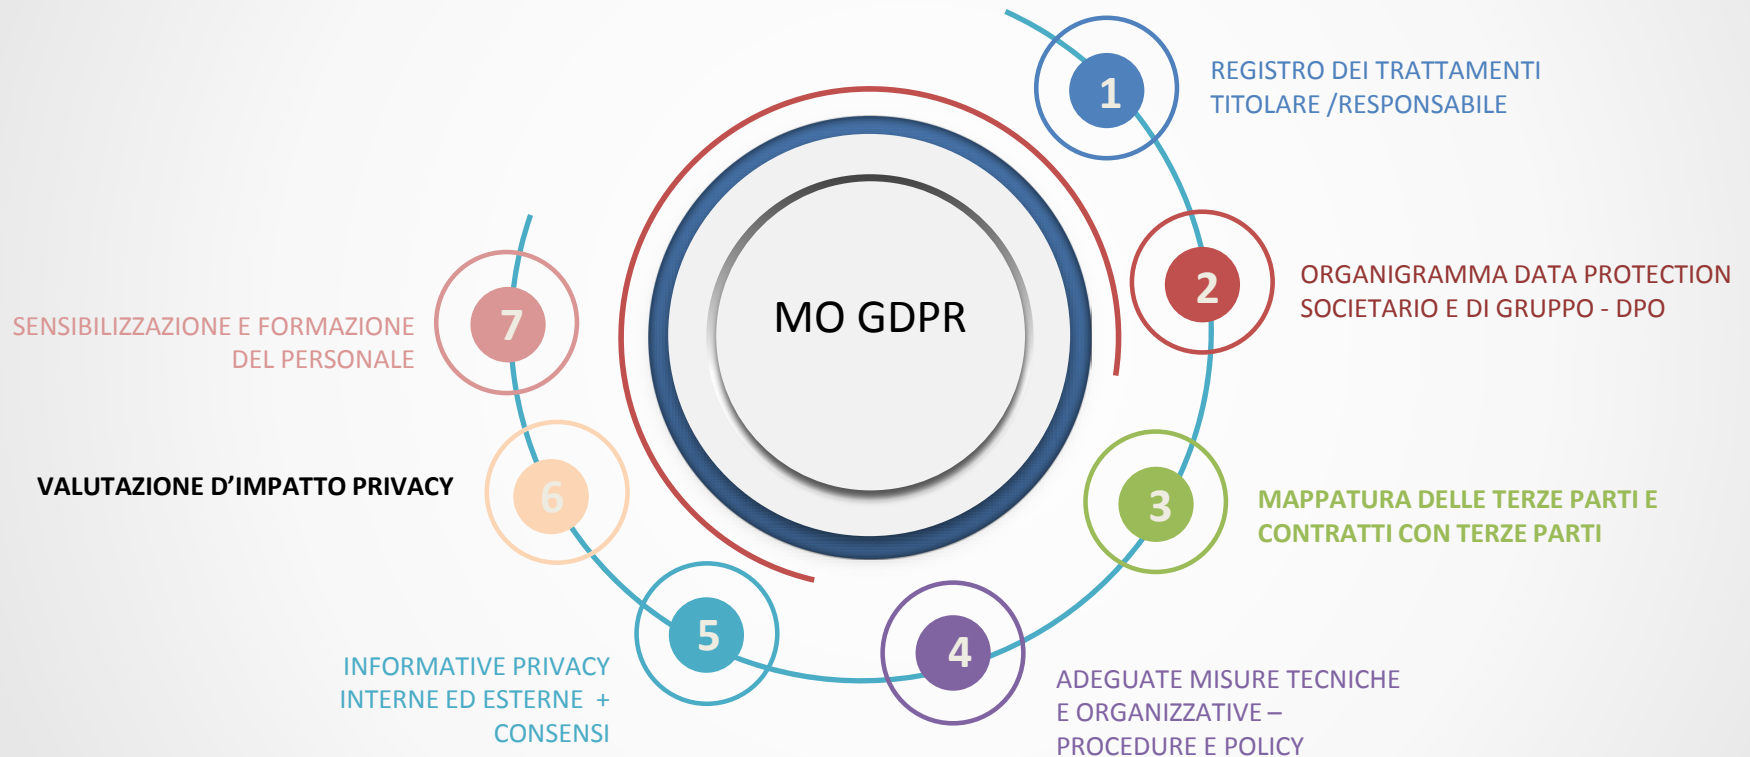 MO GDPR
1
REGISTRO DEI TRATTAMENTI
TITOLARE /RESPONSABILE
2
ORGANIGRAMMA DATA PROTECTION
SOCIETARIO E DI GRUPPO - DPO
3
MAPPATURA DELLE TERZE PARTI E
CONTRATTI CON TERZE PARTI
4
ADEGUATE MISURE TECNICHE
E ORGANIZZATIVE –
PROCEDURE E POLICY
5
INFORMATIVE PRIVACY
INTERNE ED ESTERNE +
CONSENSI
6
VALUTAZIONE D'IMPATTO PRIVACY
7
SENSIBILIZZAZIONE E FORMAZIONE
DEL PERSONALE